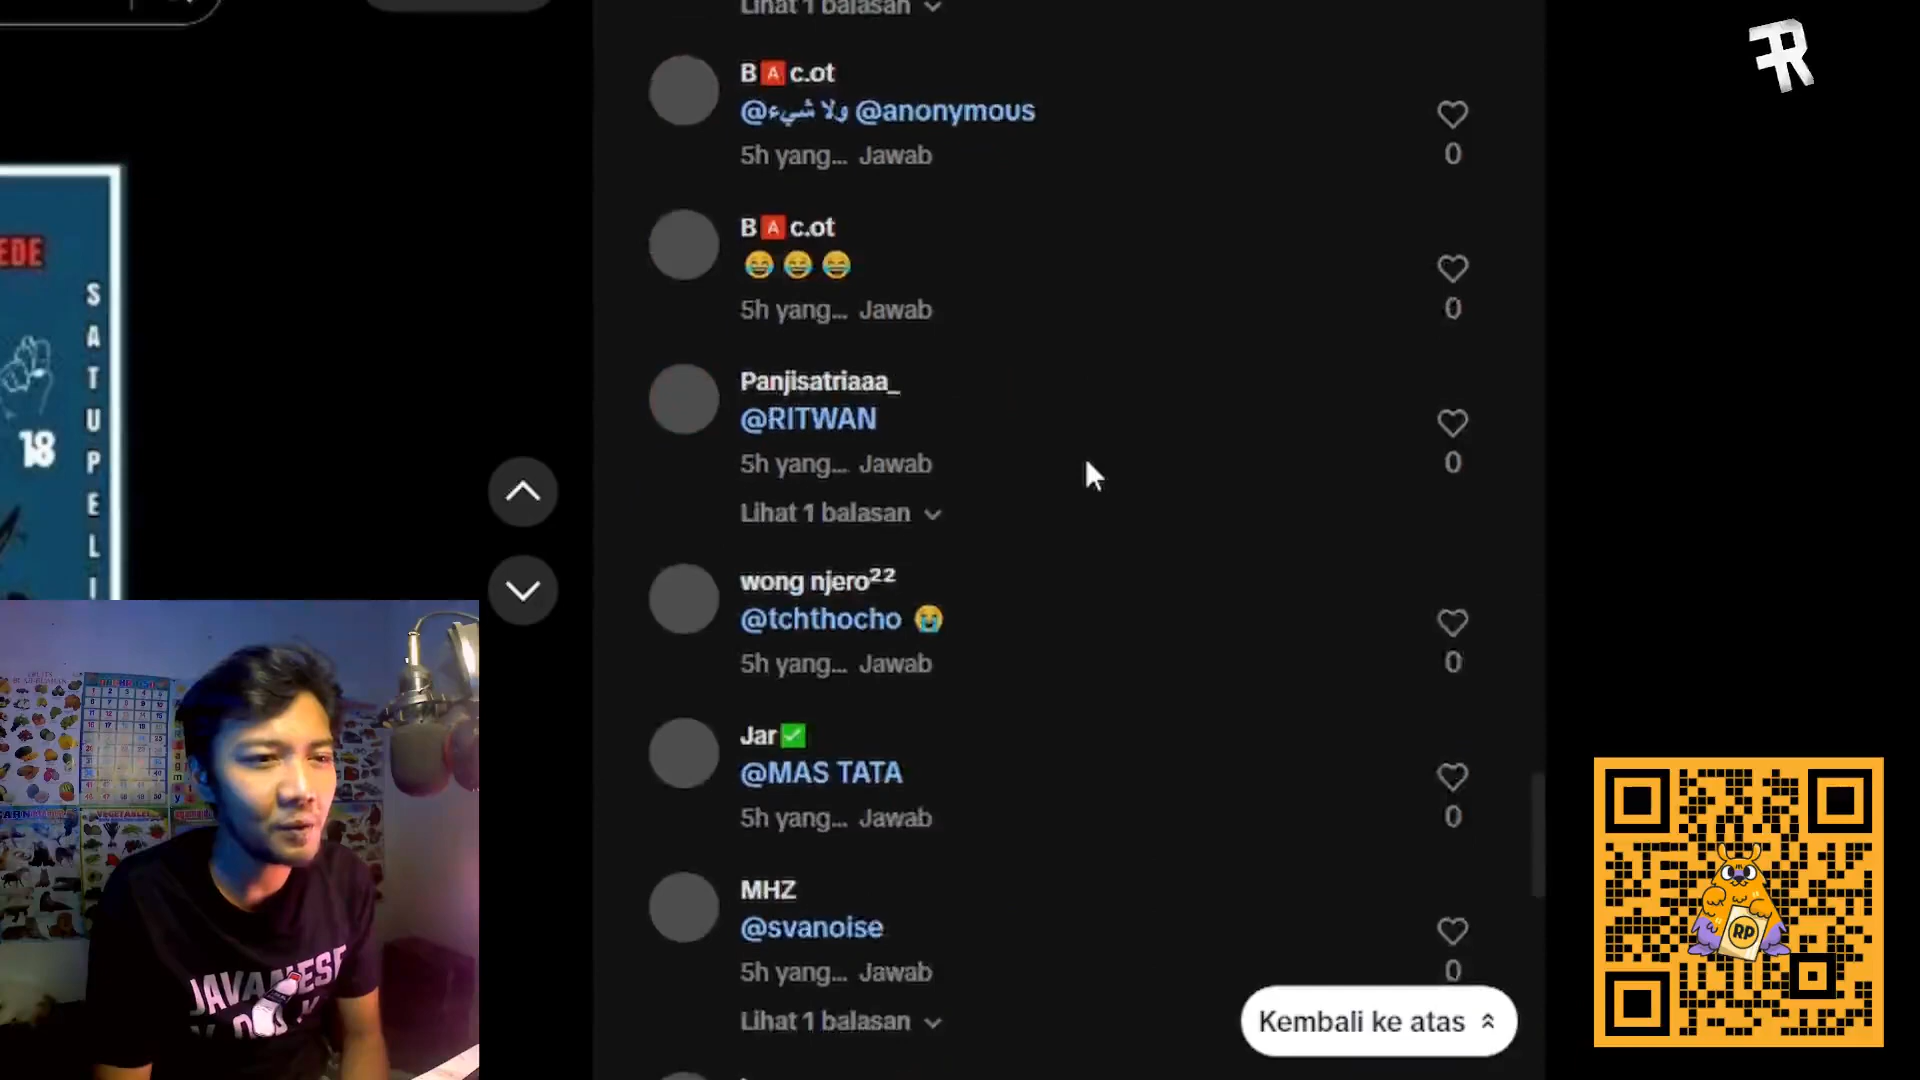 Lihat 1 balasan
B🅰c.ot
@ولا شيء @anonymous
5h yang... Jawab
0
B🅰c.ot
😂 😂 😂
5h yang... Jawab
0
Panjisatriaaa_
@RITWAN
5h yang... Jawab
0
Lihat 1 balasan
wong njero²²
@tchthocho 😭
5h yang... Jawab
0
Jar✅
@MAS TATA
5h yang... Jawab
0
MHZ
@svanoise
5h yang... Jawab
0
Lihat 1 balasan
Kembali ke atas
EDE
S
A
T
U
P
E
L
I
18
JAVANESE
RP